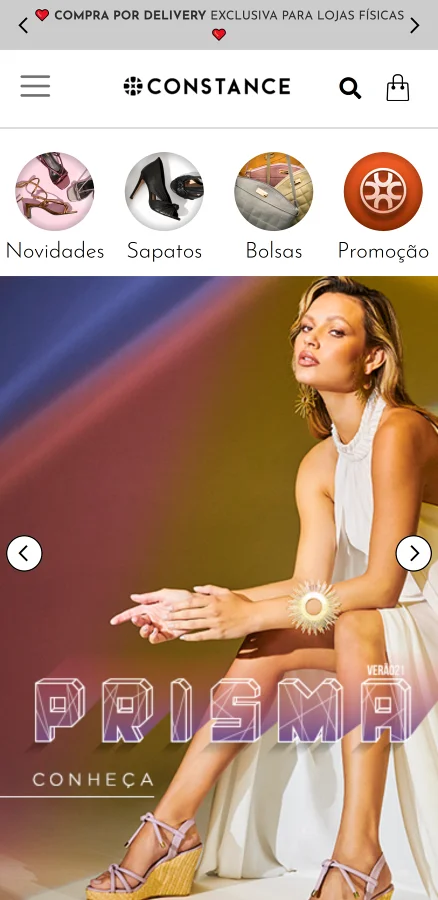 COMPRA POR DELIVERY EXCLUSIVA PARA LOJAS FÍSICAS
CONSTANCE
Novidades Sapatos Bolsas Promoção
VERÃO21
PRISMA
CONHEÇA